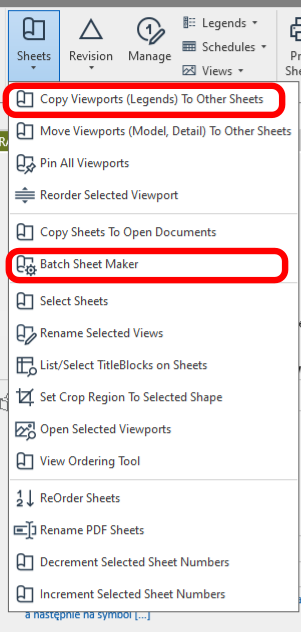 Sheets
Revision
Manage
Legends
Schedules
Views
Pr
She
RA
Copy Viewports (Legends) To Other Sheets
Move Viewports (Model, Detail) To Other Sheets
Pin All Viewports
Reorder Selected Viewport
Copy Sheets To Open Documents
Batch Sheet Maker
Select Sheets
Rename Selected Views
List/Select TitleBlocks on Sheets
Set Crop Region To Selected Shape
Open Selected Viewports
View Ordering Tool
ReOrder Sheets
Rename PDF Sheets
Decrement Selected Sheet Numbers
Increment Selected Sheet Numbers
a następnie na symbol [...]